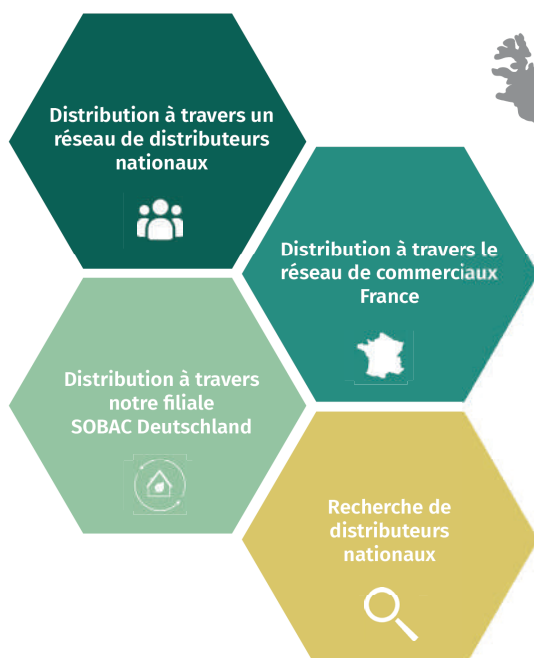 Distribution à travers un
réseau de distributeurs
nationaux
Distribution à travers le
réseau de commerciaux
France
Distribution à travers
notre filiale
SOBAC Deutschland
Recherche de
distributeurs
nationaux